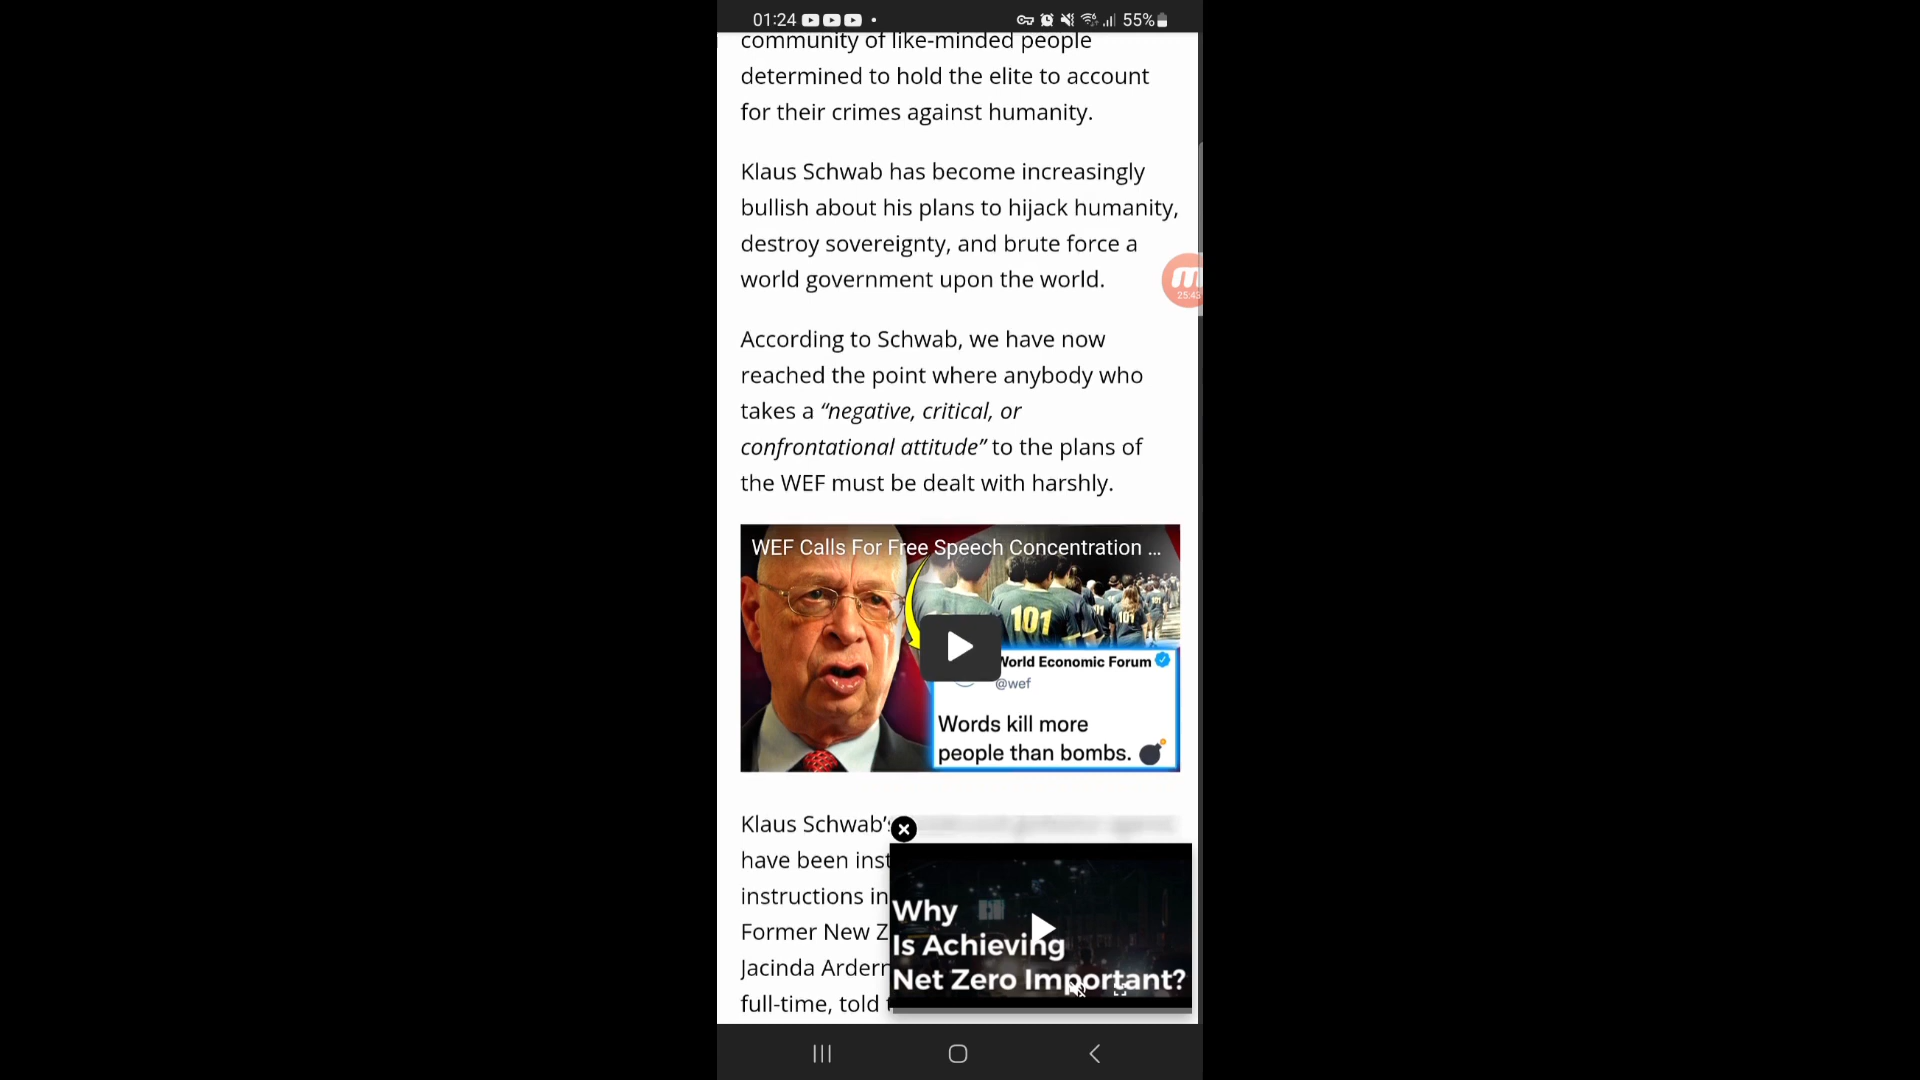 01:24
55%
community of like-minded people
determined to hold the elite to account
for their crimes against humanity.
Klaus Schwab has become increasingly
bullish about his plans to hijack humanity,
destroy sovereignty, and brute force a
world government upon the world.
25:43
According to Schwab, we have now
reached the point where anybody who
takes a “negative, critical, or
confrontational attitude” to the plans of
the WEF must be dealt with harshly.
WEF Calls For Free Speech Concentration ...
101
101
World Economic Forum
@wef
Words kill more
people than bombs.
Klaus Schwab’s
have been inst
instructions in
Former New Z
Jacinda Ardern
full-time, told
Why
Is Achieving
Net Zero Important?